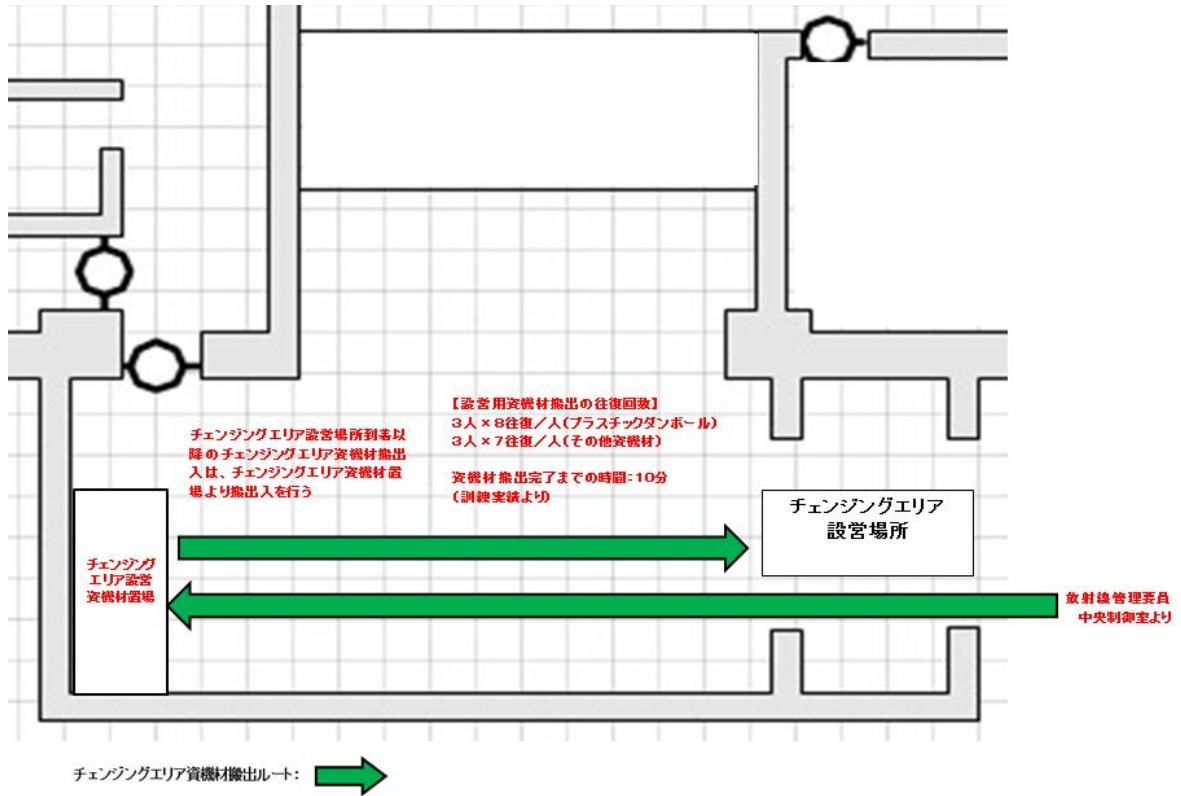 【設営用資機材搬出の往復回数】
3人×8往復/人(プラスチックダンボール)
3人×7往復/人(その他資機材)
資機材搬出完了までの時間:10分
(訓練実績より)
チェンジングエリア設営場所到着以
降のチェンジングエリア資機材搬出
入は、チェンジングエリア資機材置
場より搬出入を行う
チェンジングエリア
設営場所
チェンジング
エリア設営
資機材置場
放射線管理要員
中央制御室より
チェンジングエリア資機材搬出ルート: